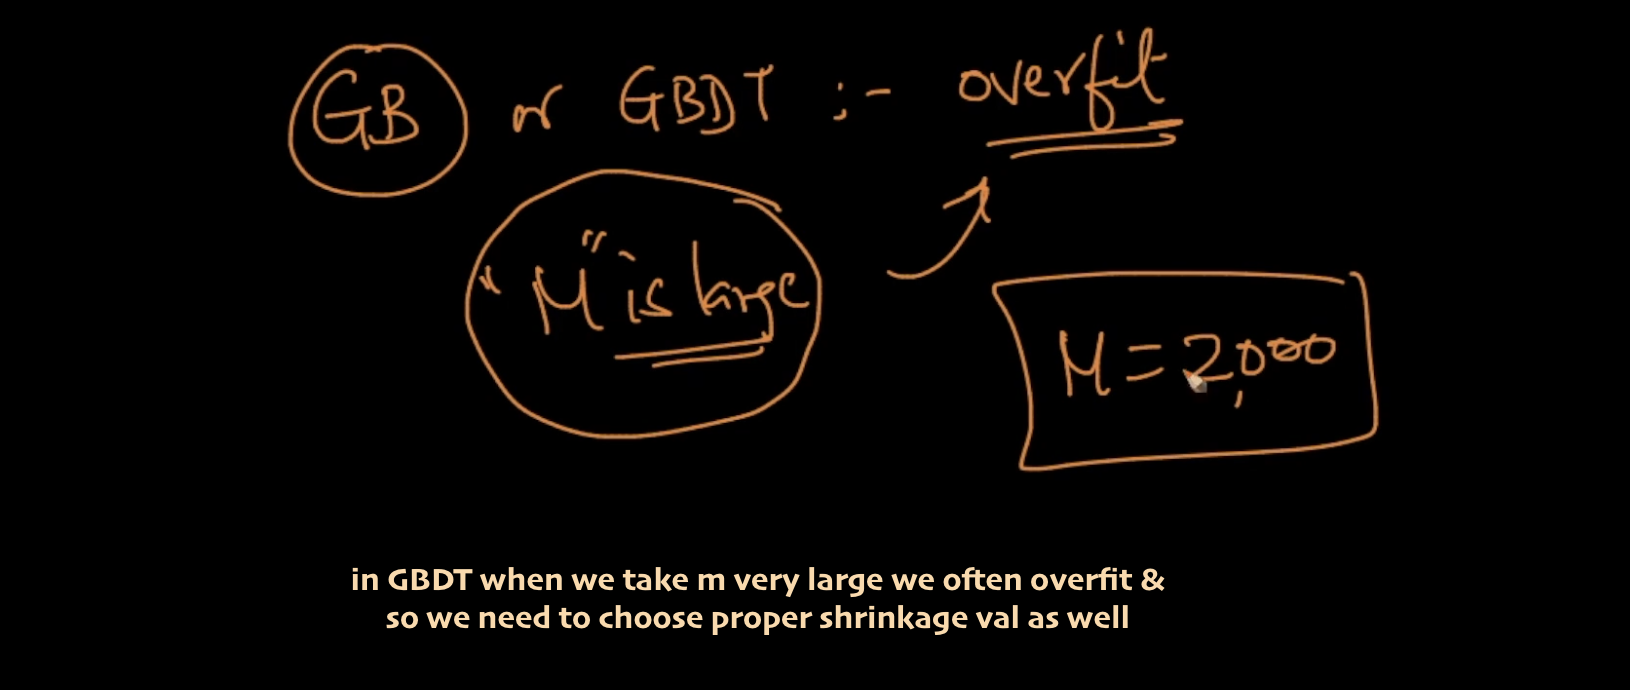 GB or GBDT :- overfit
"M" is large
M = 2,000
in GBDT when we take m very large we often overfit &
so we need to choose proper shrinkage val as well